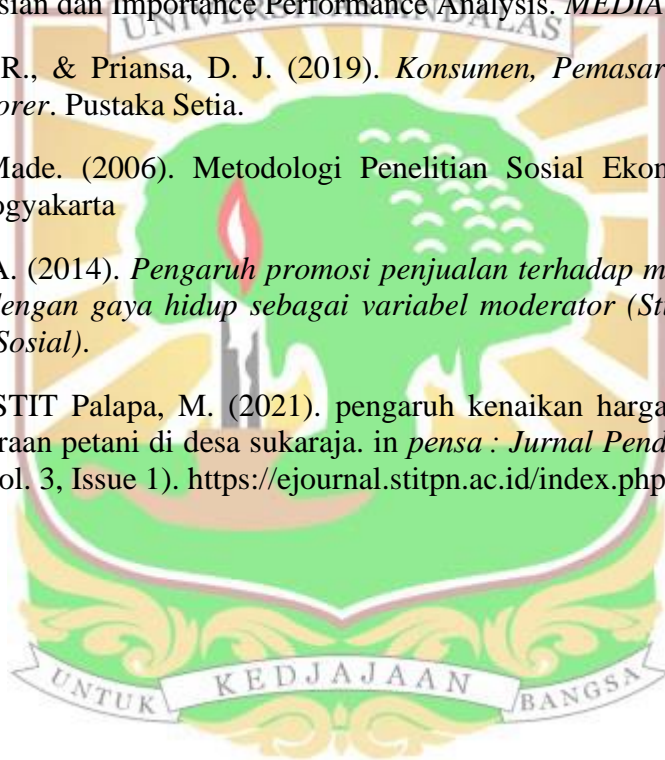 sian dan Importance Performance Analysis. MEDIA
UNIVERSITAS ANDALAS
R., & Priansa, D. J. (2019). Konsumen, Pemasar
orer. Pustaka Setia.
Made. (2006). Metodologi Penelitian Sosial Ekon
ogyakarta
A. (2014). Pengaruh promosi penjualan terhadap m
dengan gaya hidup sebagai variabel moderator (St
Sosial).
STIT Palapa, M. (2021). pengaruh kenaikan harga
raan petani di desa sukaraja. in pensa : Jurnal Pend
ol. 3, Issue 1). https://ejournal.stitpn.ac.id/index.php
UNTUK KEDJAJAAN BANGSA